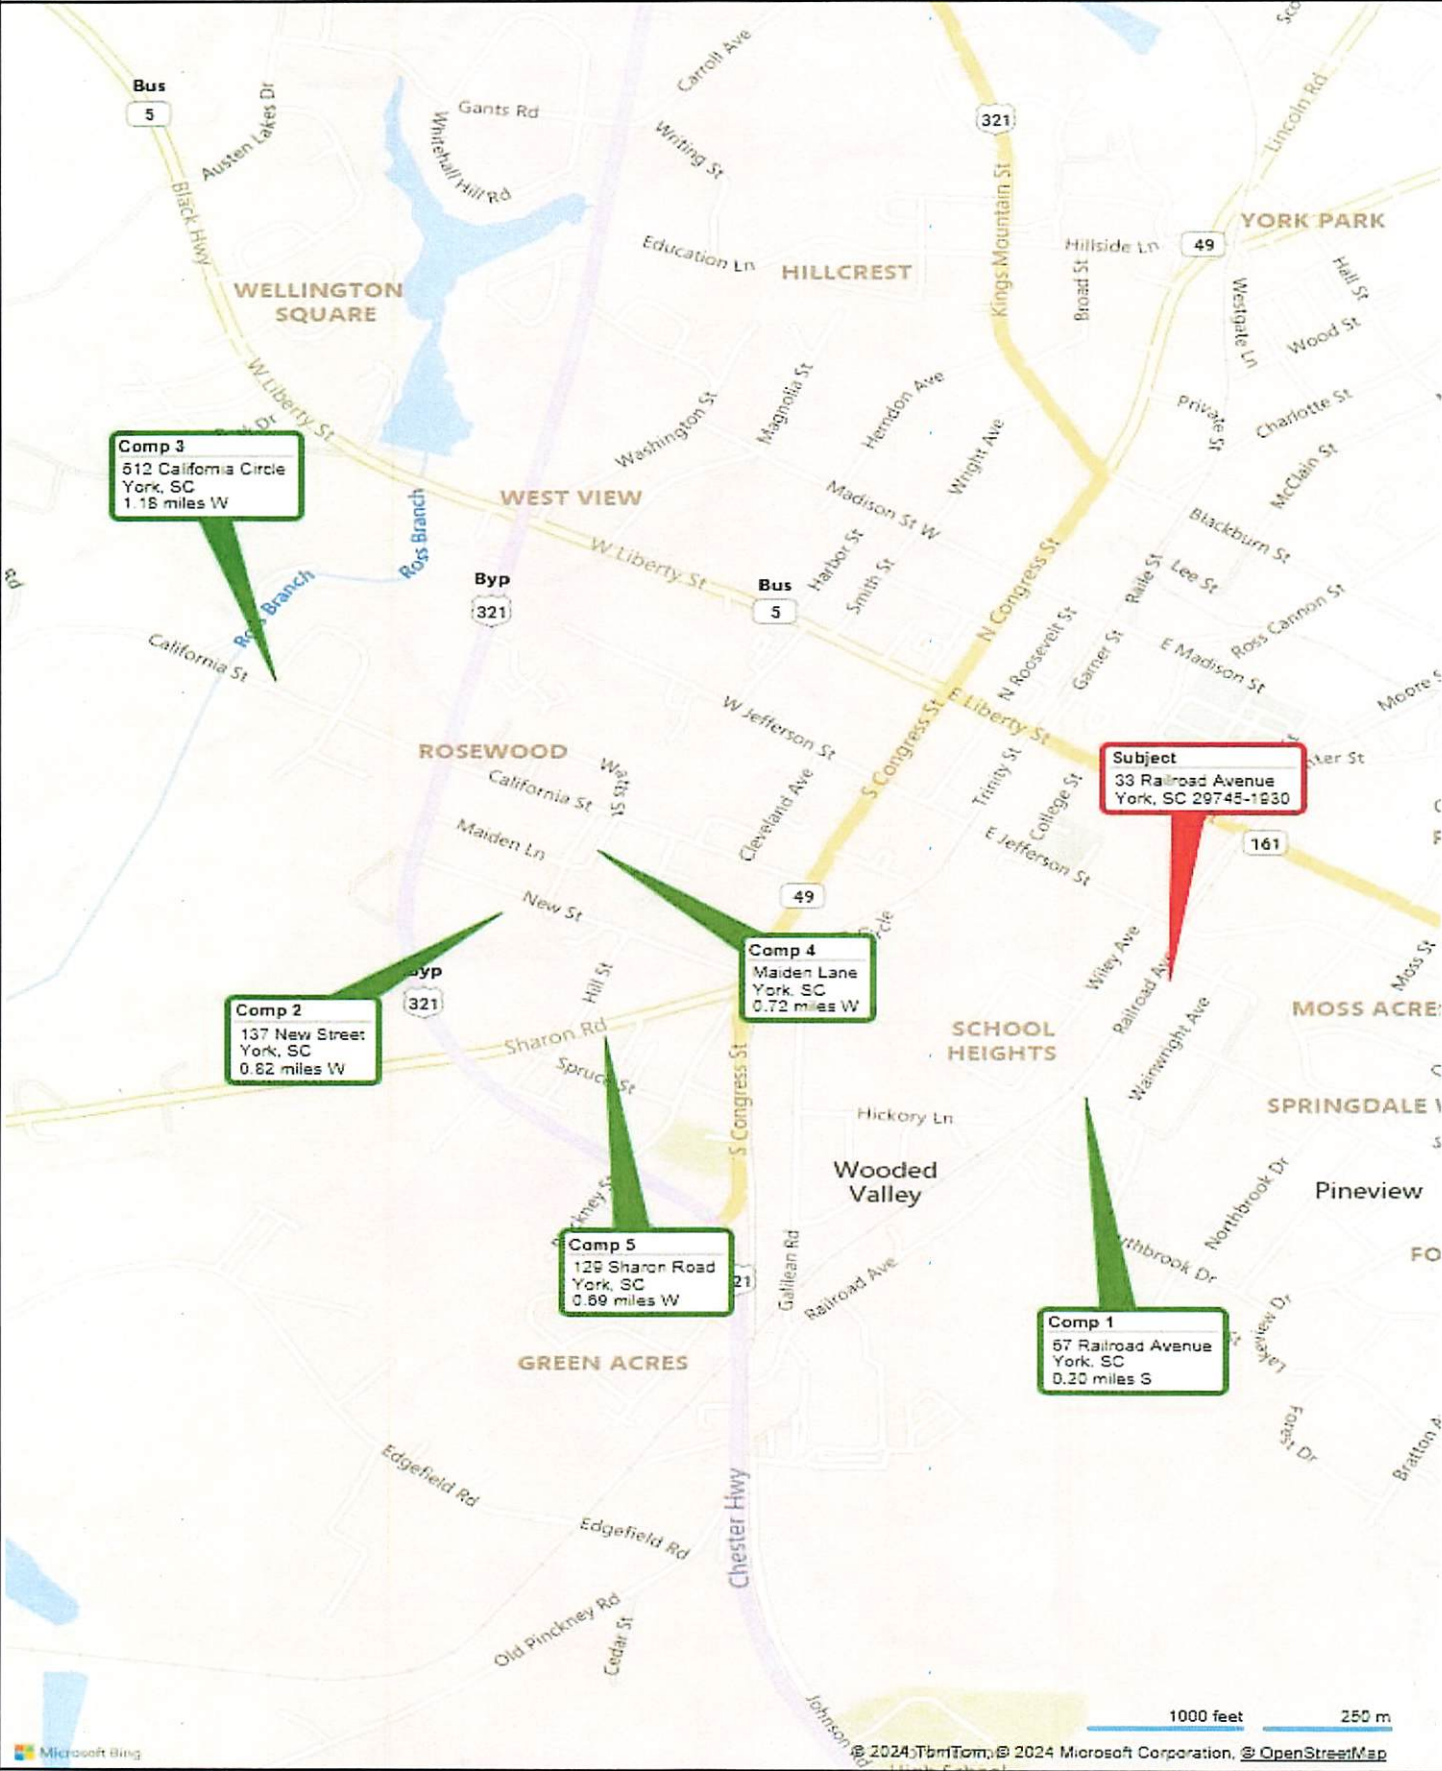 Bus
5
Austen Lakes Dr
Black Hwy
Gants Rd
Whitehall Hill Rd
Carroll Ave
Writing St
Education Ln
321
Kings Mountain St
Lincoln Rd
YORK PARK
Hillside Ln
49
Broad St
Hall St
Westgate Ln
Wood St
HILLCREST
WELLINGTON
SQUARE
W Liberty St
Washington St
Magnolia St
Herndon Ave
Wright Ave
Private St
Charlotte St
McClain St
Comp 3
512 California Circle
York, SC
1.18 miles W
WEST VIEW
Ross Branch
Ross Branch
Madison St W
Blackburn St
W Liberty St
Harbor St
Smith St
N Congress St
Raile St
Lee St
Byp
321
Bus
5
N Roosevelt St
Garner St
Ross Cannon St
E Madison St
California St
E Liberty St
W Jefferson St
S Congress St
ROSEWOOD
California St
Watts St
Cleveland Ave
Trinity St
College St
E Jefferson St
Subject
33 Railroad Avenue
York, SC 29745-1930
161
Maiden Ln
New St
49
Comp 4
Maiden Lane
York, SC
0.72 miles W
Wiley Ave
Moss St
Byp
321
Comp 2
137 New Street
York, SC
0.82 miles W
Hill St
Sharon Rd
Spruce St
S Congress St
SCHOOL
HEIGHTS
Railroad Ave
Wainwright Ave
Hickory Ln
Wooded
Valley
Pineview
Northbrook Dr
Comp 5
129 Sharon Road
York, SC
0.69 miles W
Galilean Rd
Railroad Ave
Comp 1
57 Railroad Avenue
York, SC
0.20 miles S
Lakeview Dr
GREEN ACRES
Forest Dr
Edgefield Rd
Edgefield Rd
Chester Hwy
Old Pinckney Rd
Cedar St
1000 feet
250 m
Microsoft Bing
© 2024 TomTom, © 2024 Microsoft Corporation, © OpenStreetMap